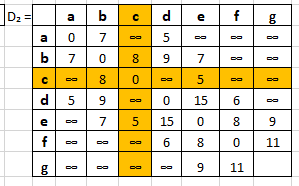 D₂ = a b c d e f g
a 0 7 ∞ 5 ∞ ∞ ∞
b 7 0 8 9 7 ∞ ∞
c ∞ 8 0 ∞ 5 ∞ ∞
d 5 9 ∞ 0 15 6 ∞
e ∞ 7 5 15 0 8 9
f ∞ ∞ ∞ 6 8 0 11
g ∞ ∞ ∞ ∞ 9 11